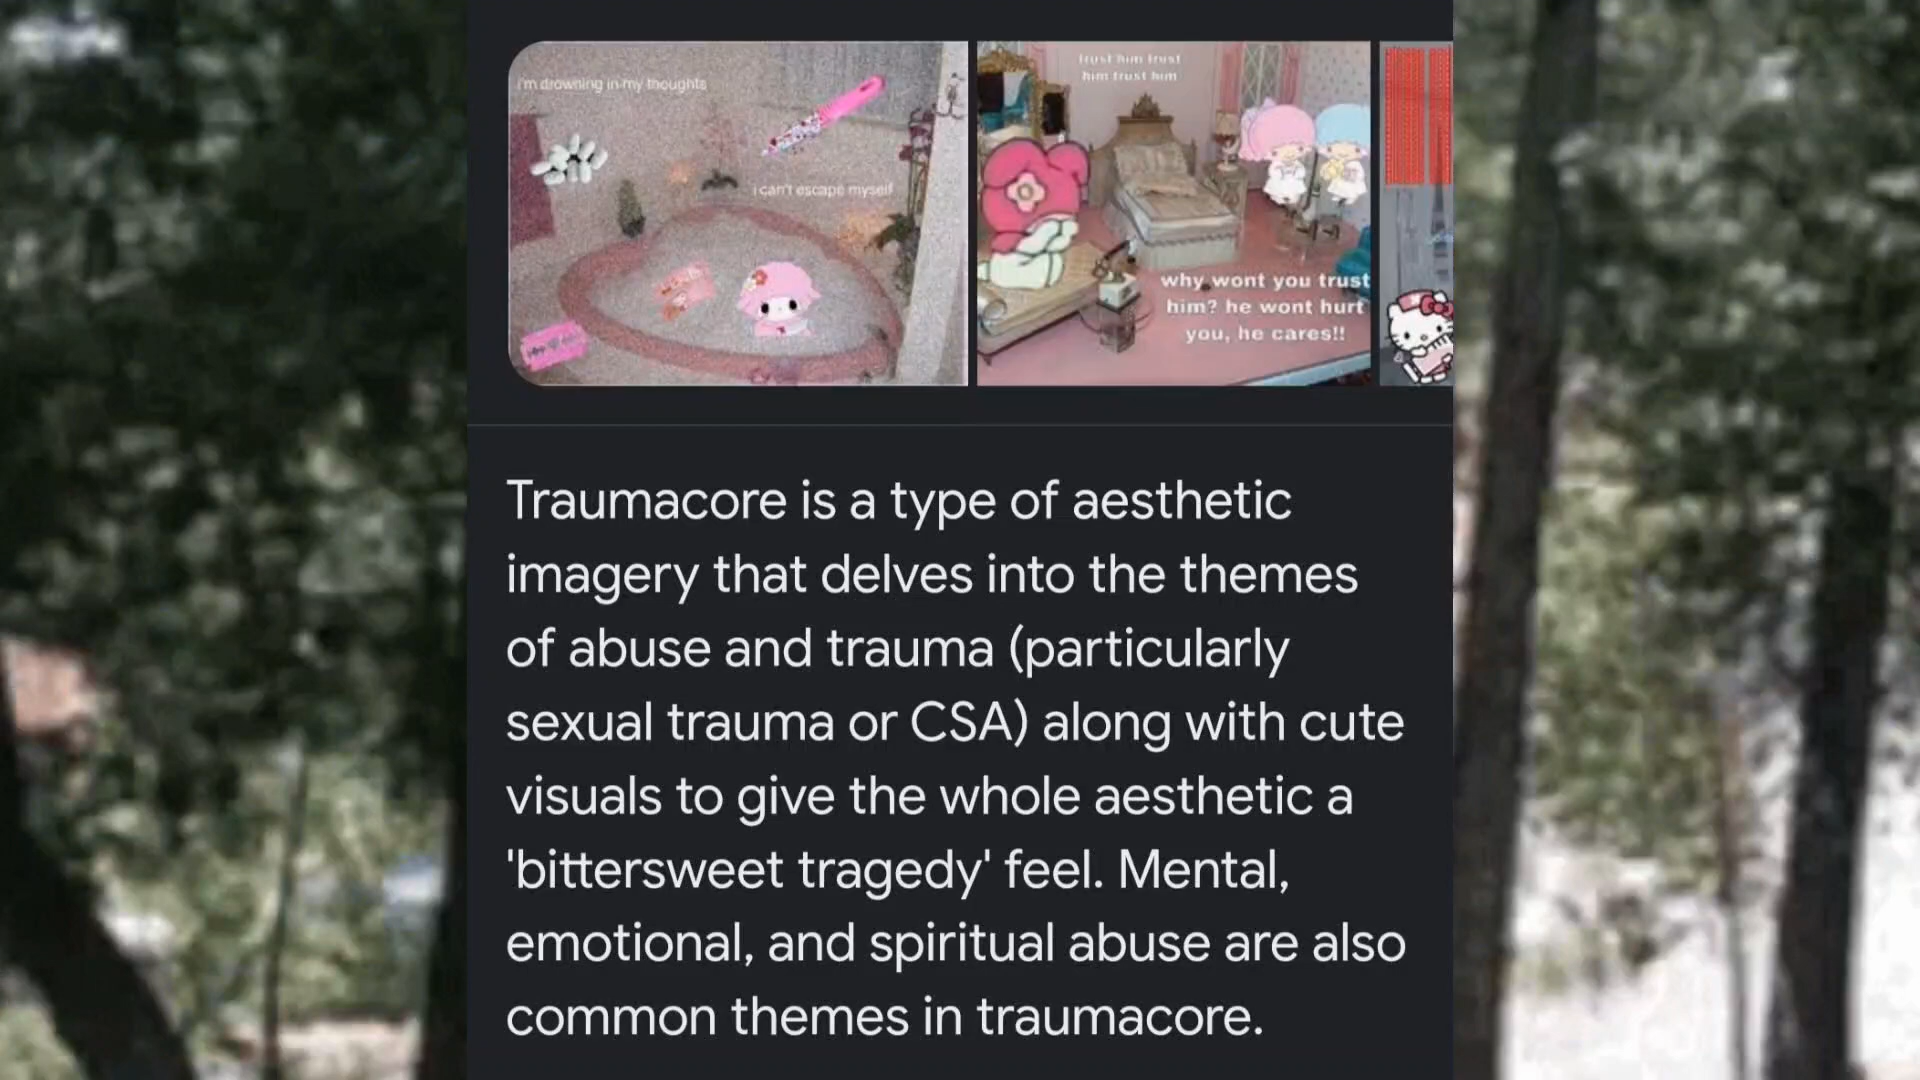 i'm drowning in my thoughts
i can't escape myself
trust him trust
him trust him
why wont you trust
him? he wont hurt
you, he cares!!
Traumacore is a type of aesthetic
imagery that delves into the themes
of abuse and trauma (particularly
sexual trauma or CSA) along with cute
visuals to give the whole aesthetic a
'bittersweet tragedy' feel. Mental,
emotional, and spiritual abuse are also
common themes in traumacore.